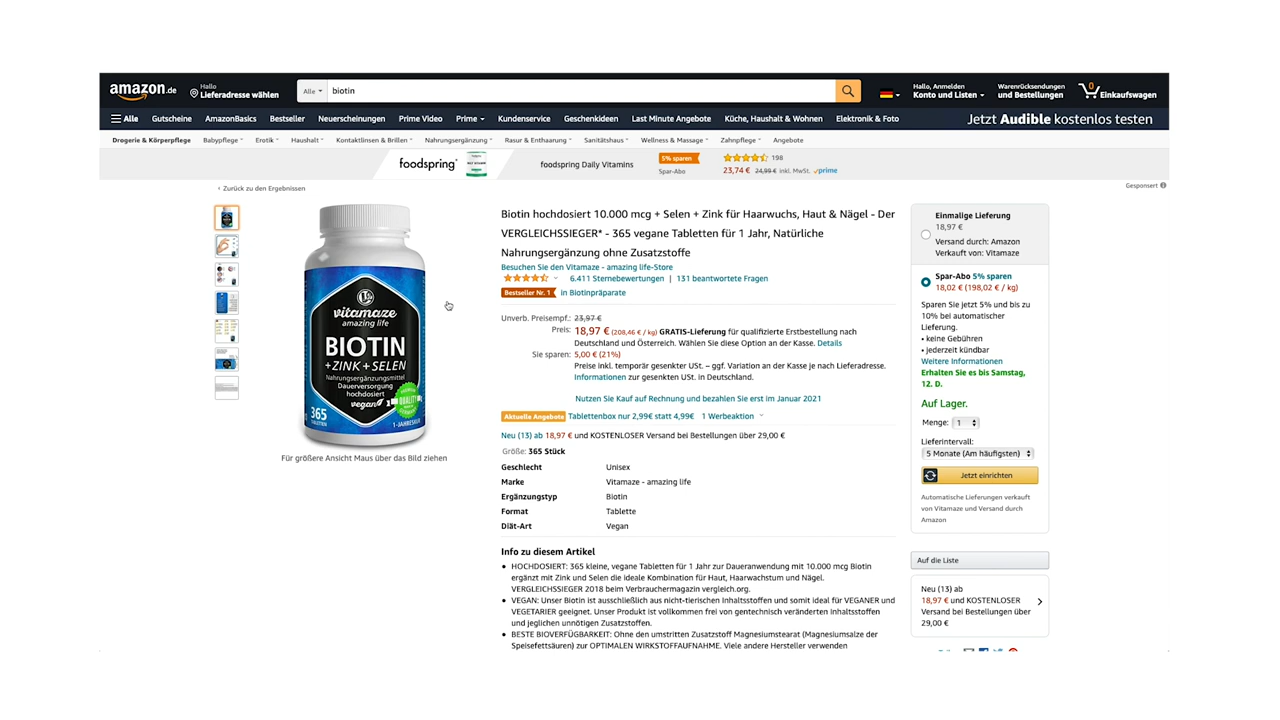 amazon.de
Hallo
Lieferadresse wählen
Alle
biotin
Hallo, Anmelden
Konto und Listen
Warenrücksendungen
und Bestellungen
0
Einkaufswagen
Alle Gutscheine AmazonBasics Bestseller Neuerscheinungen Prime Video Prime Kundenservice Geschenkideen Last Minute Angebote Küche, Haushalt & Wohnen Elektronik & Foto
Jetzt Audible kostenlos testen
Drogerie & Körperpflege Babypflege Erotik Haushalt Kontaktlinsen & Brillen Nahrungsergänzung Rasur & Enthaarung Sanitätshaus Wellness & Massage Zahnpflege Angebote
foodspring
foodspring Daily Vitamins
5% sparen
Spar-Abo
198
23,74 € 24,99 € inkl. MwSt. prime
Gesponsert
‹ Zurück zu den Ergebnissen
vitamaze
amazing life
BIOTIN
+ZINK+SELEN
Nahrungsergänzungsmittel
Dauerversorgung
hochdosiert
vegan
QUALITY
365
TABLETTEN
1-JAHRESKUR
Für größere Ansicht Maus über das Bild ziehen
Biotin hochdosiert 10.000 mcg + Selen + Zink für Haarwuchs, Haut & Nägel - Der
VERGLEICHSSIEGER* - 365 vegane Tabletten für 1 Jahr, Natürliche
Nahrungsergänzung ohne Zusatzstoffe
Besuchen Sie den Vitamaze - amazing life-Store
6.411 Sternebewertungen | 131 beantwortete Fragen
Bestseller Nr. 1 in Biotinpräparate
Unverb. Preisempf.: 23,97 €
Preis: 18,97 € (208,46 € / kg) GRATIS-Lieferung für qualifizierte Erstbestellung nach
Deutschland und Österreich. Wählen Sie diese Option an der Kasse. Details
Sie sparen: 5,00 € (21%)
Preise inkl. temporär gesenkter USt. – ggf. Variation an der Kasse je nach Lieferadresse.
Informationen zur gesenkten USt. in Deutschland.
Nutzen Sie Kauf auf Rechnung und bezahlen Sie erst im Januar 2021
Aktuelle Angebote Tablettenbox nur 2,99€ statt 4,99€ 1 Werbeaktion
Neu (13) ab 18,97 € und KOSTENLOSER Versand bei Bestellungen über 29,00 €
Größe: 365 Stück
Geschlecht Unisex
Marke Vitamaze - amazing life
Ergänzungstyp Biotin
Format Tablette
Diät-Art Vegan
Info zu diesem Artikel
• HOCHDOSIERT: 365 kleine, vegane Tabletten für 1 Jahr zur Daueranwendung mit 10.000 mcg Biotin
ergänzt mit Zink und Selen die ideale Kombination für Haut, Haarwachstum und Nägel.
VERGLEICHSSIEGER 2018 beim Verbrauchermagazin vergleich.org.
• VEGAN: Unser Biotin ist ausschließlich aus nicht-tierischen Inhaltsstoffen und somit ideal für VEGANER und
VEGETARIER geeignet. Unser Produkt ist vollkommen frei von gentechnisch veränderten Inhaltsstoffen
und jeglichen unnötigen Zusatzstoffen.
• BESTE BIOVERFÜGBARKEIT: Ohne den umstritten Zusatzstoff Magnesiumstearat (Magnesiumsalze der
Speisefettsäuren) zur OPTIMALEN WIRKSTOFFAUFNAHME. Viele andere Hersteller verwenden
Einmalige Lieferung
18,97 €
Versand durch: Amazon
Verkauft von: Vitamaze
Spar-Abo 5% sparen
18,02 € (198,02 € / kg)
Sparen Sie jetzt 5% und bis zu
10% bei automatischer
Lieferung.
• keine Gebühren
• jederzeit kündbar
Weitere Informationen
Erhalten Sie es bis Samstag,
12. D.
Auf Lager.
Menge: 1
Lieferintervall:
5 Monate (Am häufigsten)
Jetzt einrichten
Automatische Lieferungen verkauft
von Vitamaze und Versand durch
Amazon
Auf die Liste
Neu (13) ab
18,97 € und KOSTENLOSER
Versand bei Bestellungen über
29,00 €